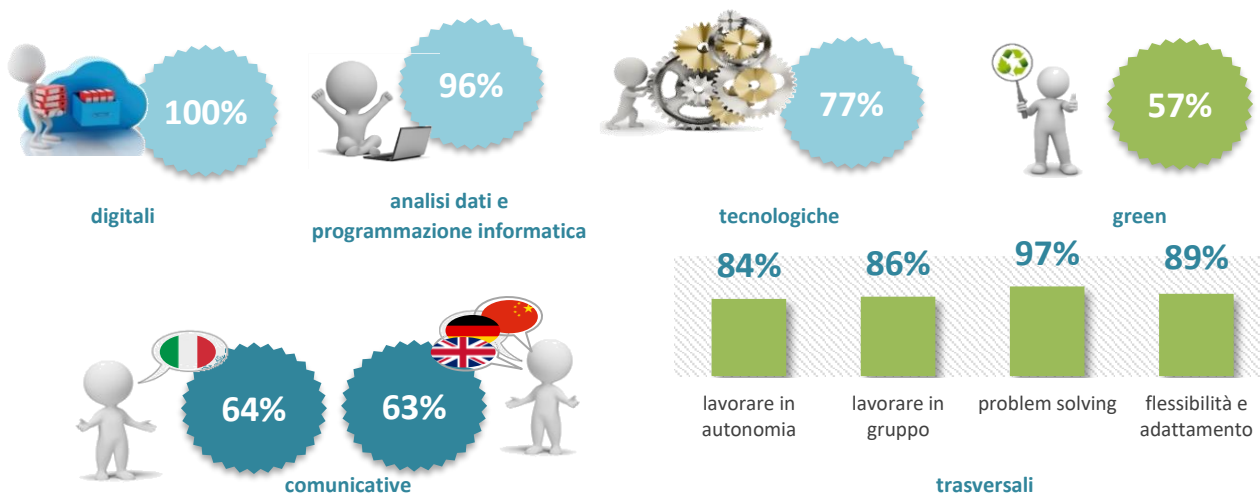 100%
96%
77%
57%
digitali
analisi dati e
programmazione informatica
tecnologiche
green
84%
86%
97%
89%
lavorare in
autonomia
lavorare in
gruppo
problem solving
flessibilità e
adattamento
64%
63%
comunicative
trasversali